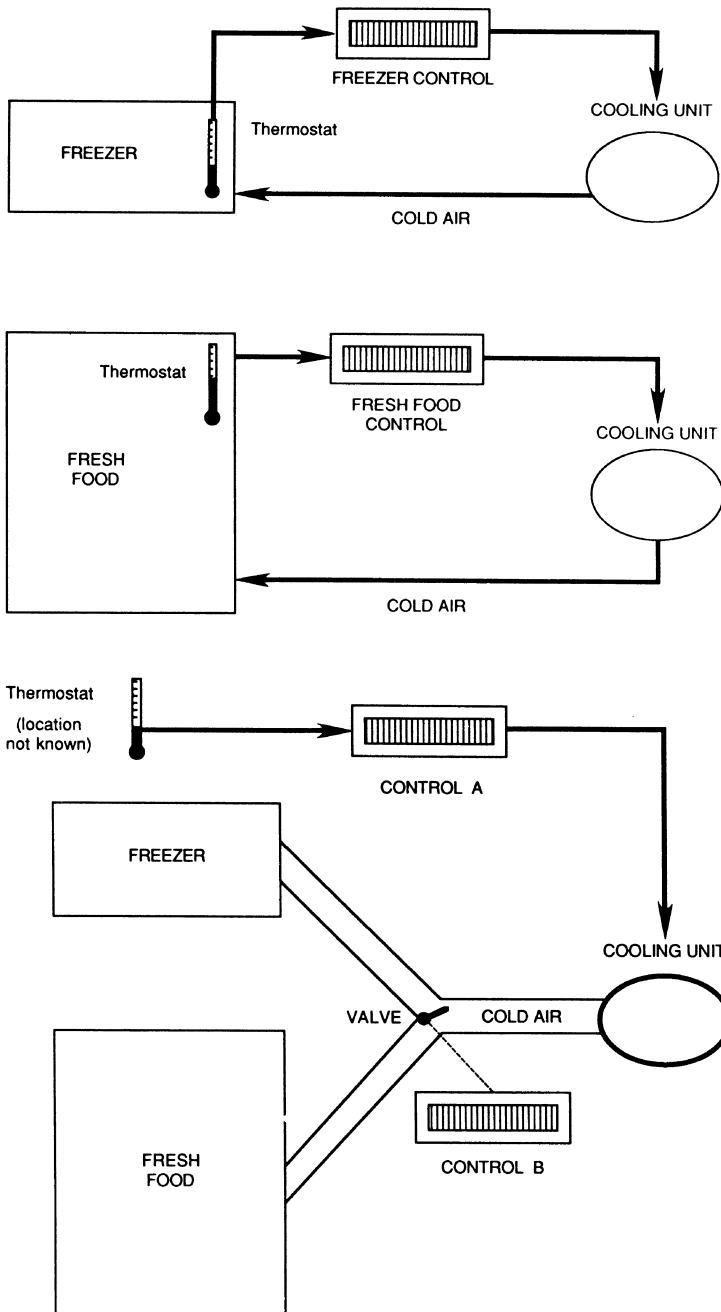 FREEZER CONTROL
COOLING UNIT
Thermostat
FREEZER
COLD AIR
Thermostat
FRESH FOOD
CONTROL
COOLING UNIT
FRESH
FOOD
COLD AIR
Thermostat
(location
not known)
CONTROL A
FREEZER
COOLING UNIT
VALVE
COLD AIR
FRESH
FOOD
CONTROL B